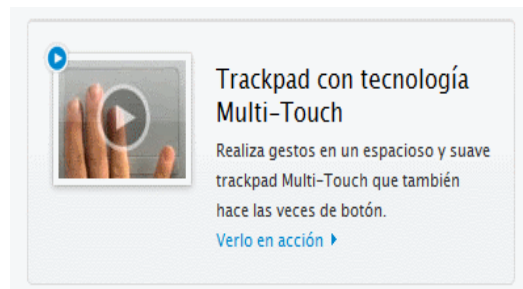 Trackpad con tecnología
Multi-Touch
Realiza gestos en un espacioso y suave
trackpad Multi-Touch que también
hace las veces de botón.
Verlo en acción